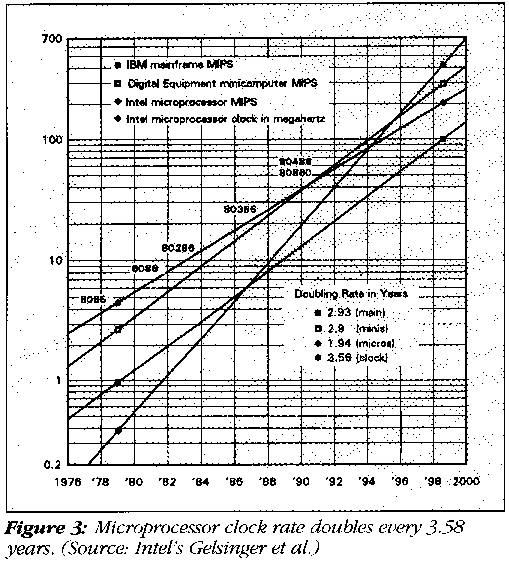 700
IBM mainframe MIPS
Digital Equipment minicomputer MIPS
Intel microprocessor MIPS
Intel microprocessor clock in megahertz
100
80486
80860
80386
80286
10
8086
Doubling Rate in Years
8085
2.93 (main)
2.9 (minis)
1.94 (micros)
3.58 (clock)
1
0.2
1976 '78 '80 '82 '84 '86 '88 '90 '92 '94 '96 '98 2000
Figure 3: Microprocessor clock rate doubles every 3.58
years. (Source: Intel's Gelsinger et al.)